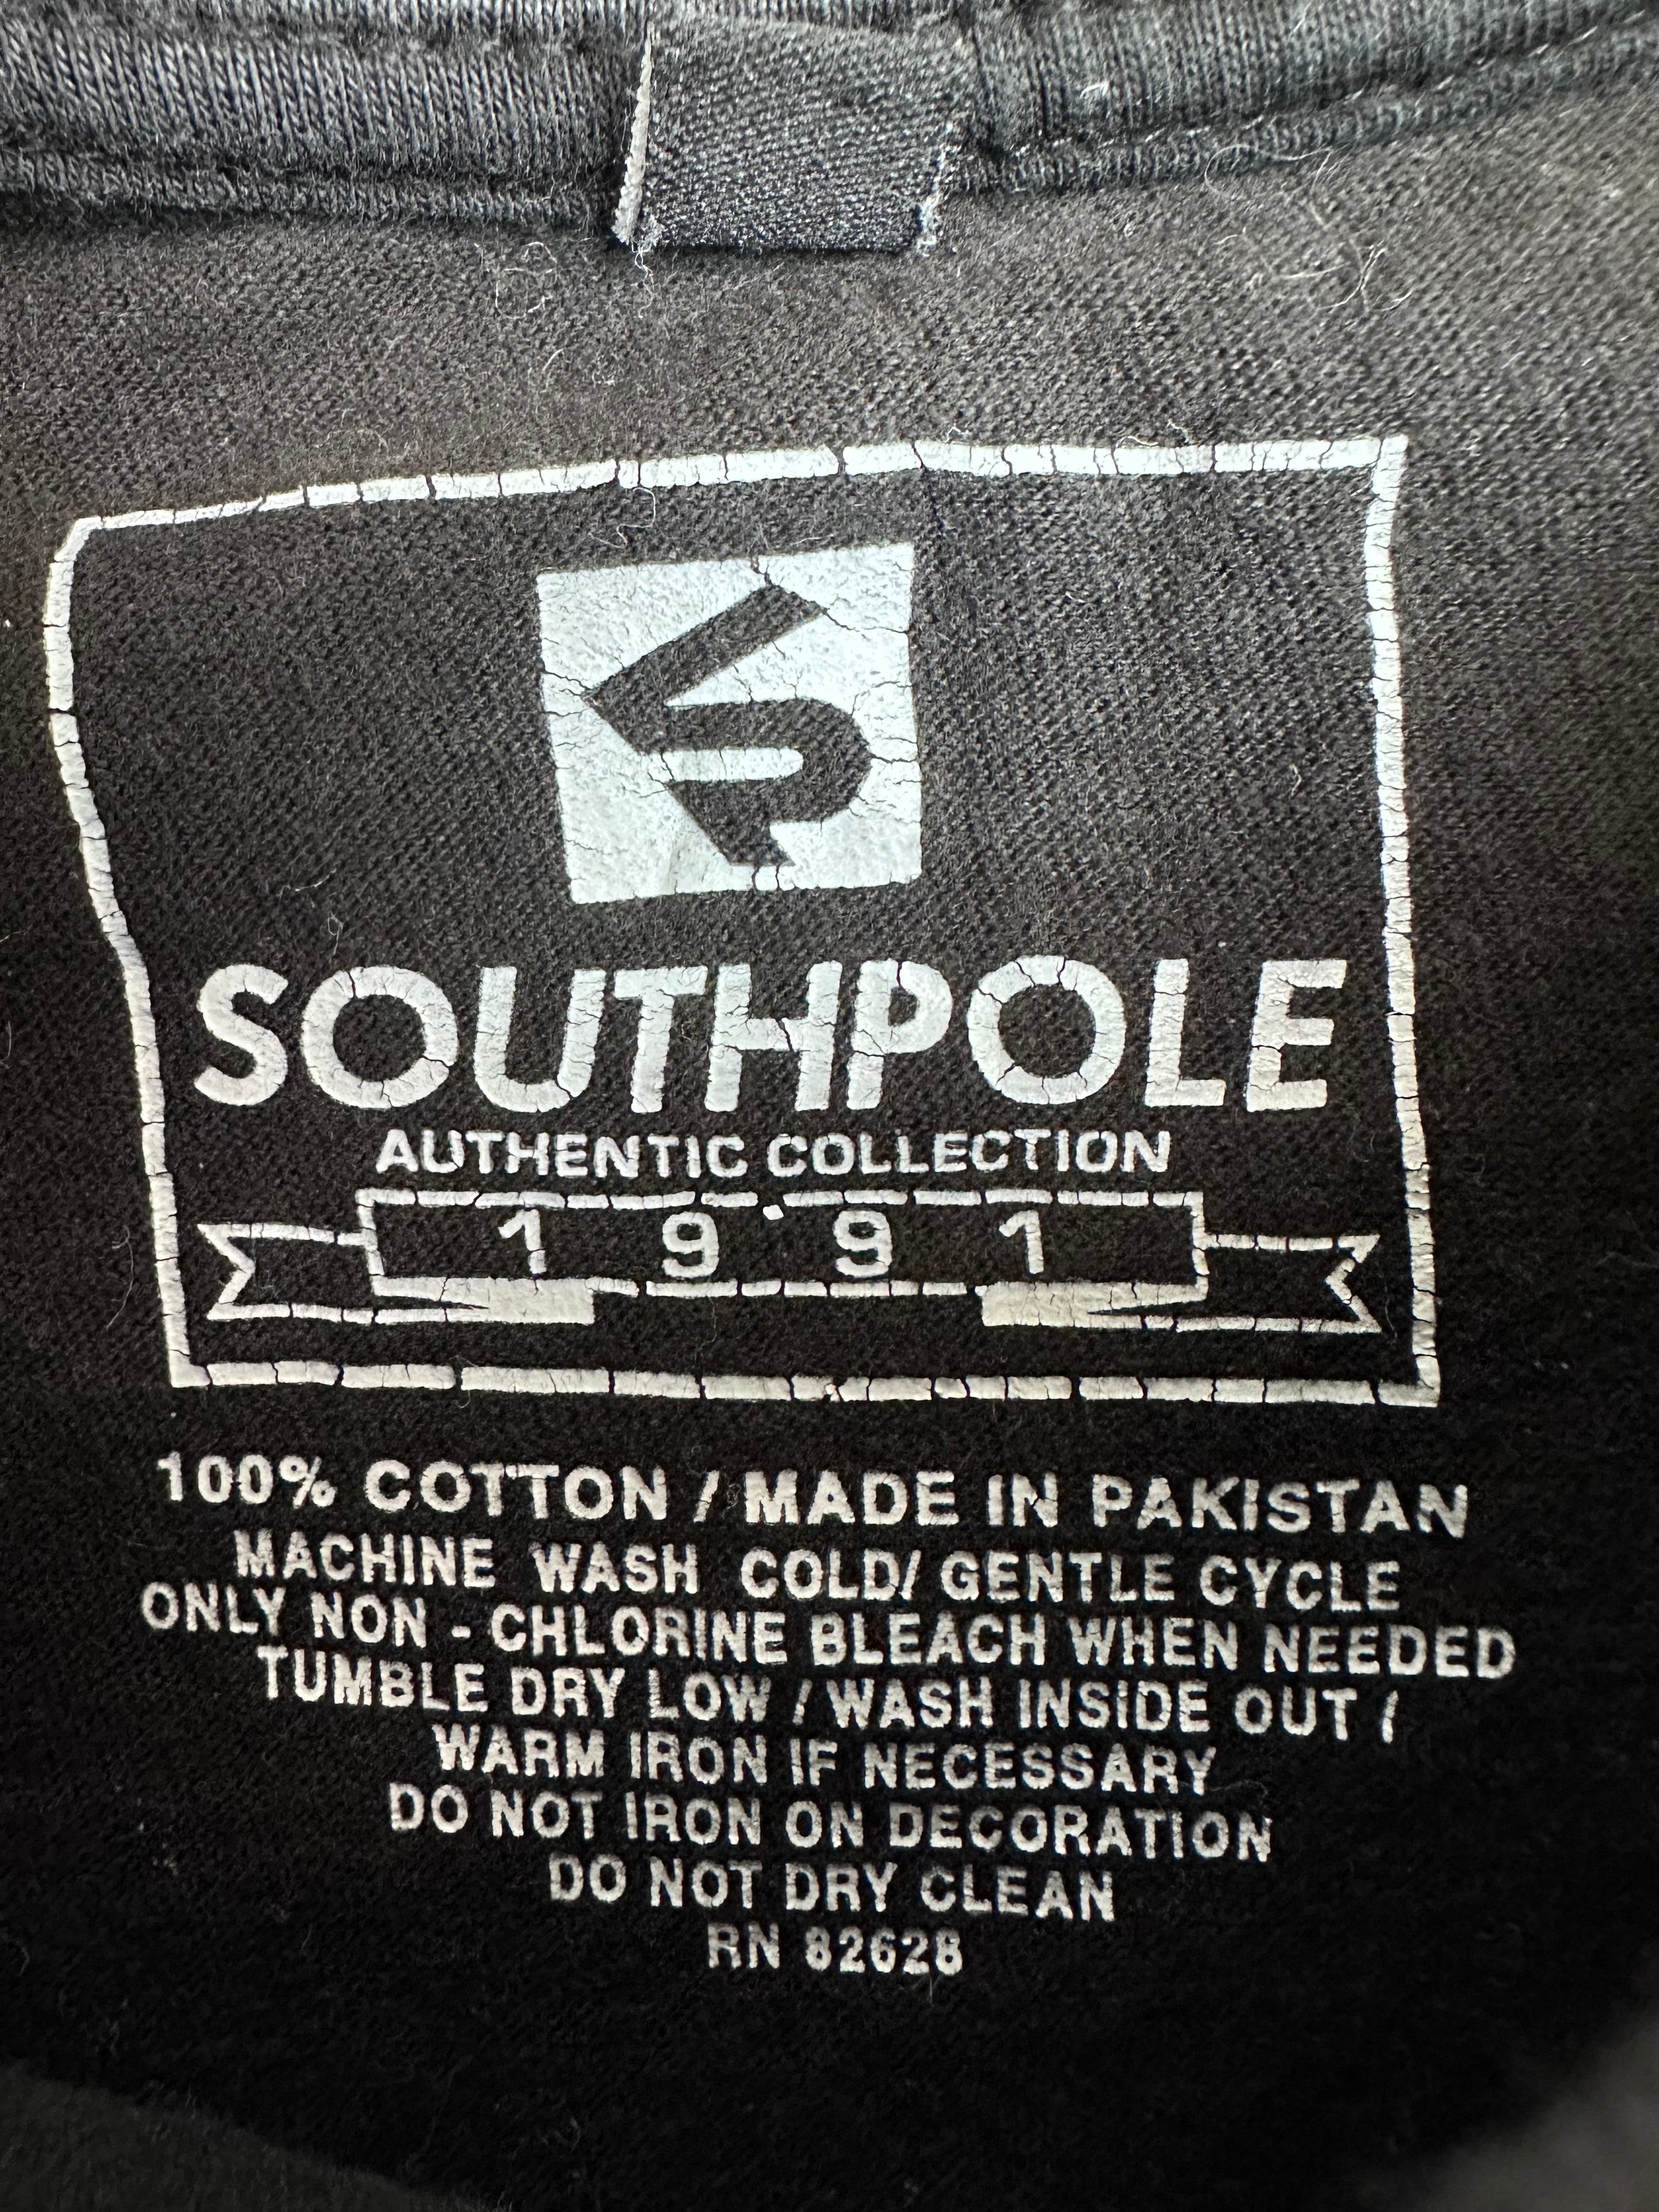 SOUTHPOLE
AUTHENTIC COLLECTION
1991
100% COTTON / MADE IN PAKISTAN
MACHINE WASH COLD/ GENTLE CYCLE
ONLY NON - CHLORINE BLEACH WHEN NEEDED
TUMBLE DRY LOW / WASH INSIDE OUT /
WARM IRON IF NECESSARY
DO NOT IRON ON DECORATION
DO NOT DRY CLEAN
RN 82628